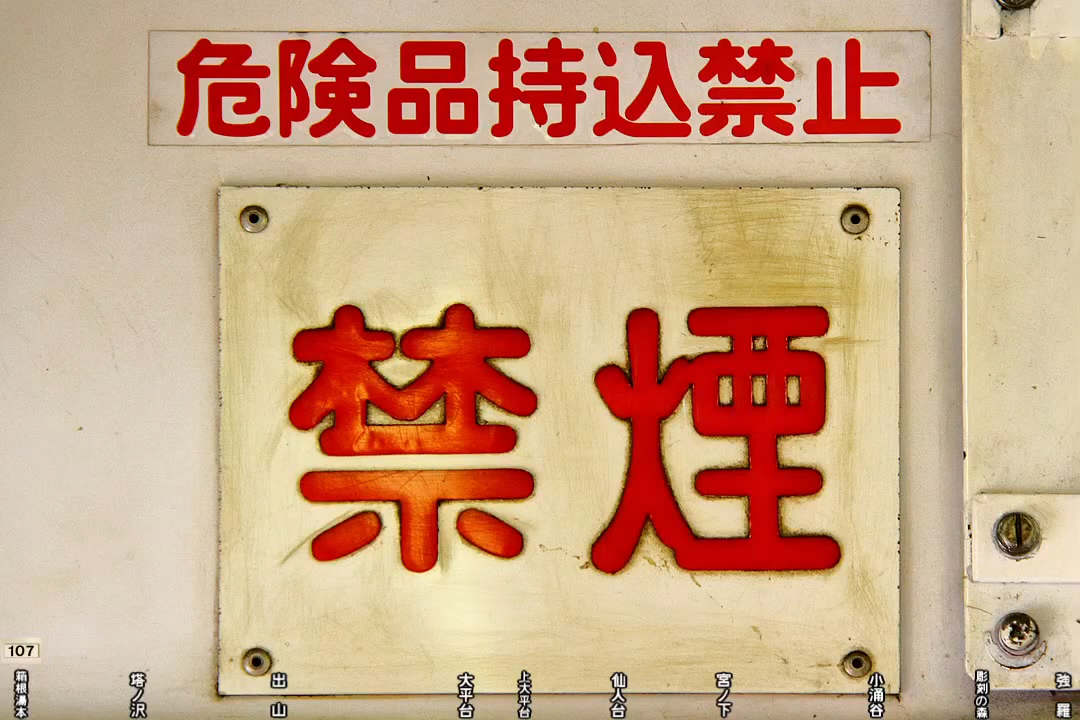 危険品持込禁止
禁煙
107
箱根湯本
塔ノ沢
出山
大平台
上大平台
仙人台
宮ノ下
小涌谷
彫刻の森
強羅